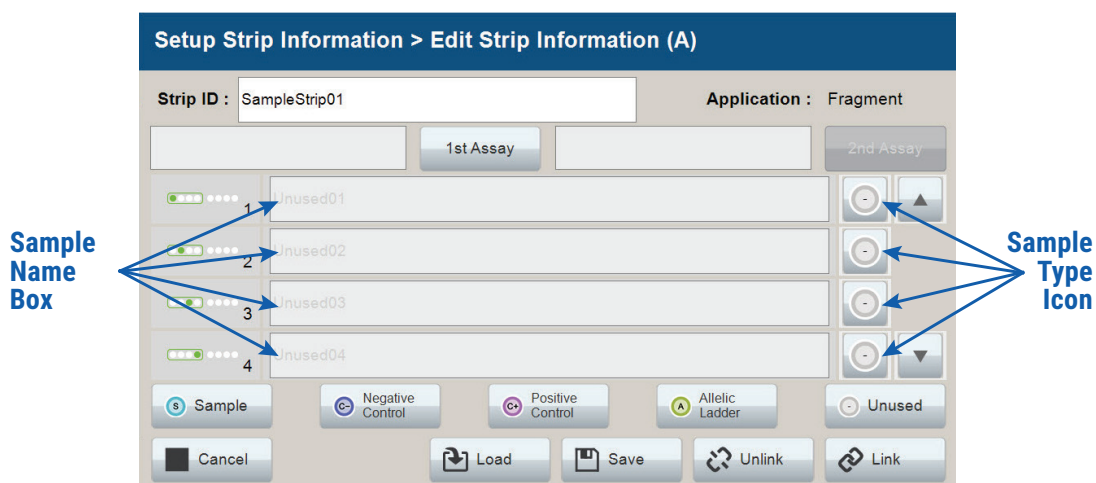 Setup Strip Information > Edit Strip Information (A)
Strip ID : SampleStrip01 Application : Fragment
1st Assay 2nd Assay
1 Unused01 -
2 Unused02 -
3 Unused03 -
4 Unused04 -
Sample
Name
Box
Sample
Type
Icon
S Sample
C- Negative
Control
C+ Positive
Control
A Allelic
Ladder
- Unused
Cancel Load Save Unlink Link